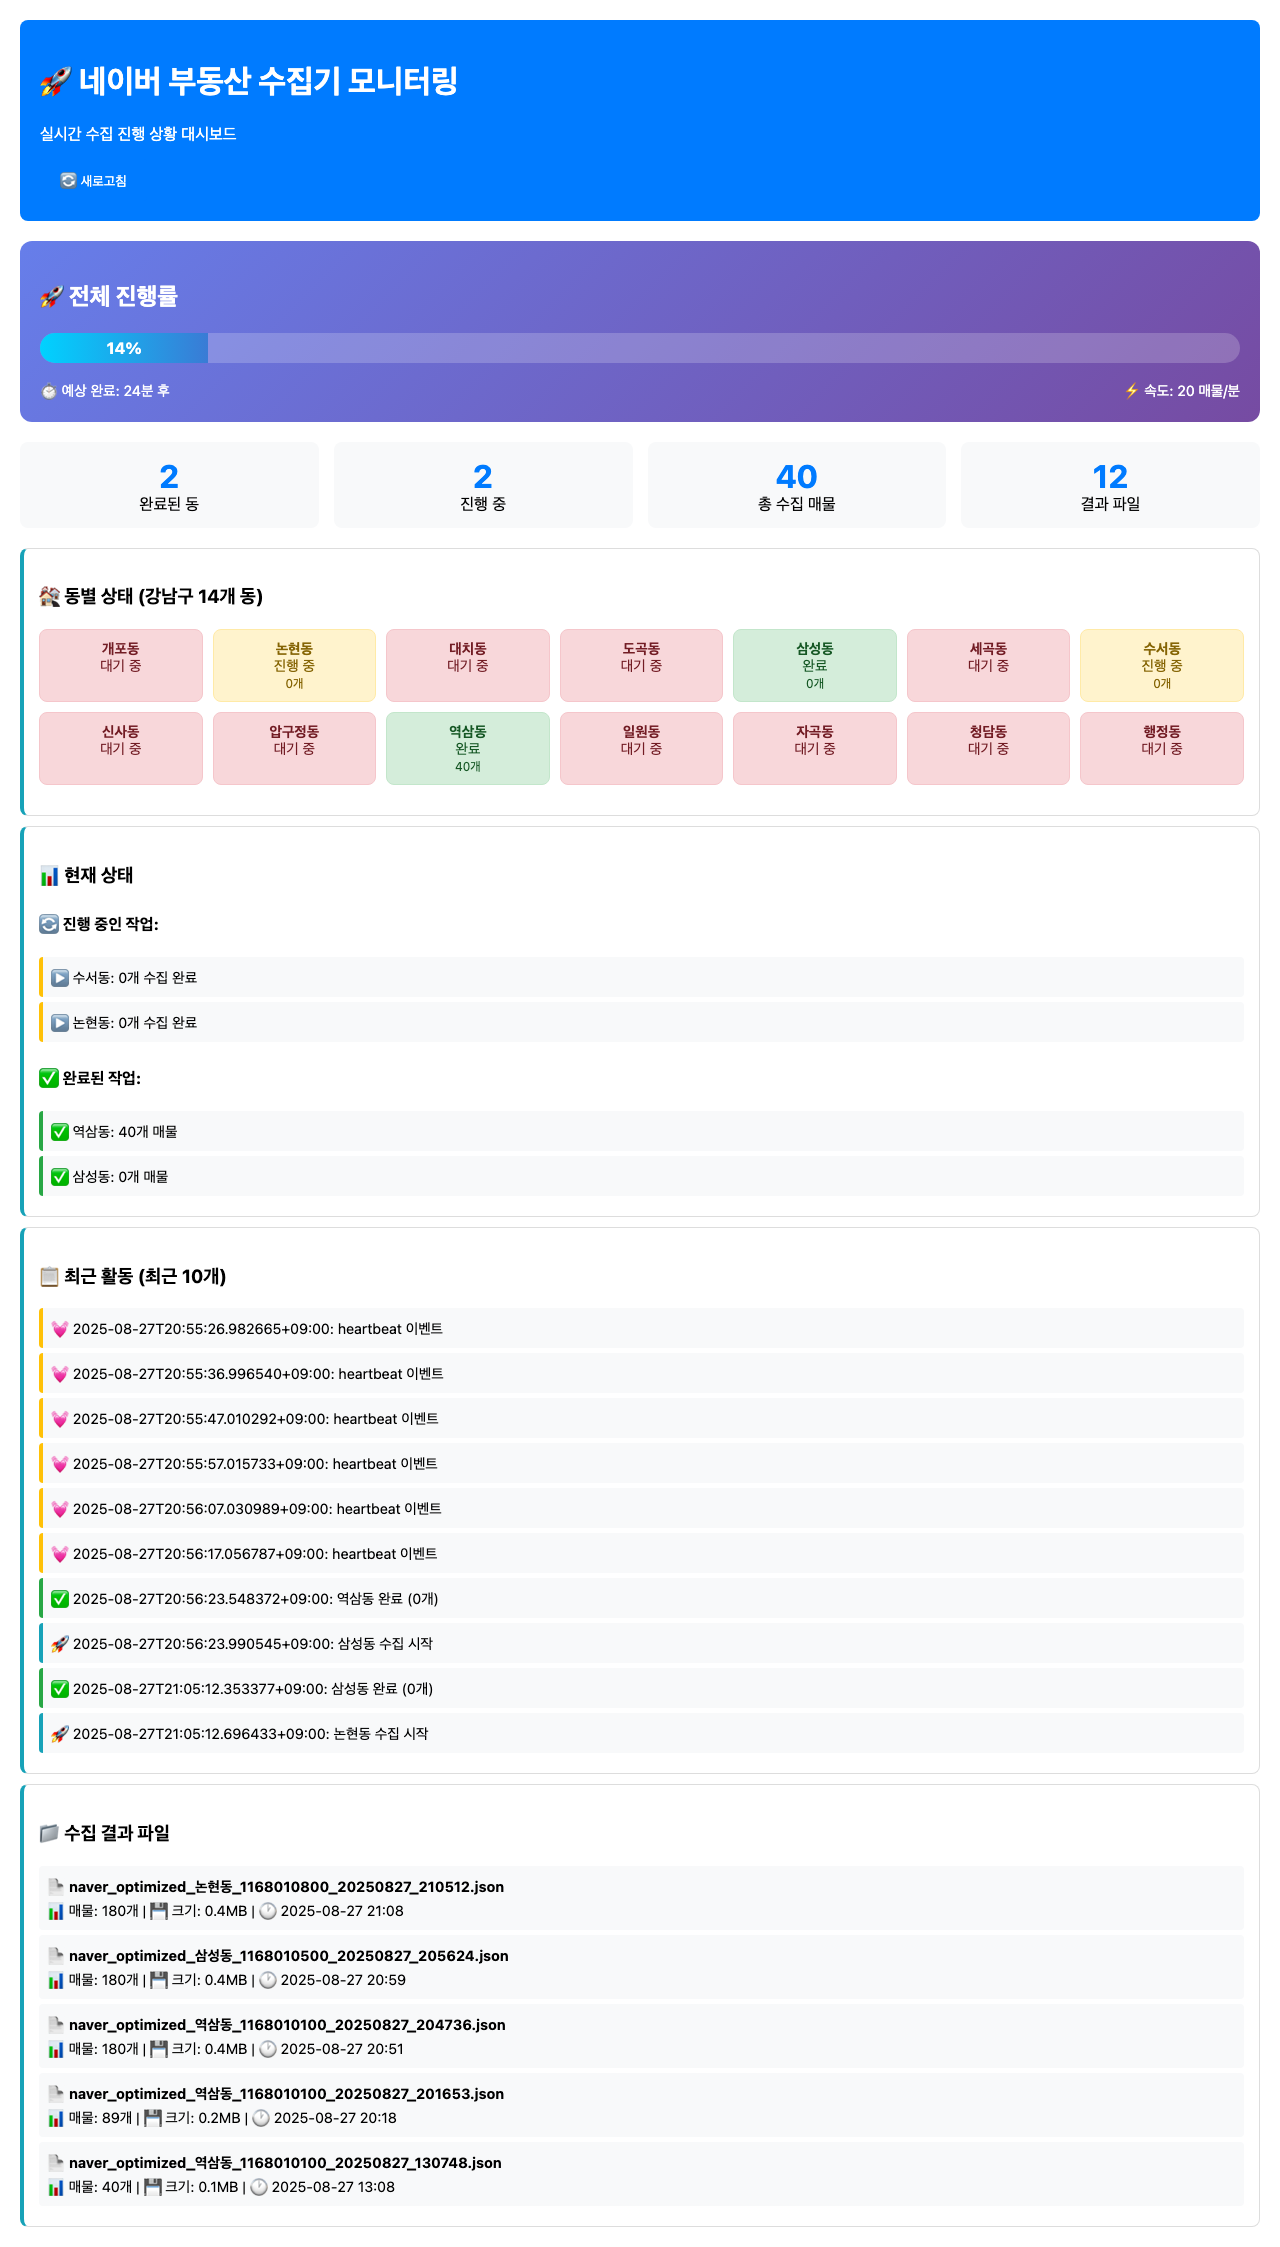 🚀 네이버 부동산 수집기 모니터링
실시간 수집 진행 상황 대시보드
🔄 새로고침
🚀 전체 진행률
14%
⏱️ 예상 완료: 24분 후
⚡ 속도: 20 매물/분
2
완료된 동
2
진행 중
40
총 수집 매물
12
결과 파일
🏘️ 동별 상태 (강남구 14개 동)
개포동
대기 중
논현동
진행 중
0개
대치동
대기 중
도곡동
대기 중
삼성동
완료
0개
세곡동
대기 중
수서동
진행 중
0개
신사동
대기 중
압구정동
대기 중
역삼동
완료
40개
일원동
대기 중
자곡동
대기 중
청담동
대기 중
행정동
대기 중
📊 현재 상태
🔄 진행 중인 작업:
▶️ 수서동: 0개 수집 완료
▶️ 논현동: 0개 수집 완료
✅ 완료된 작업:
✅ 역삼동: 40개 매물
✅ 삼성동: 0개 매물
📋 최근 활동 (최근 10개)
💓 2025-08-27T20:55:26.982665+09:00: heartbeat 이벤트
💓 2025-08-27T20:55:36.996540+09:00: heartbeat 이벤트
💓 2025-08-27T20:55:47.010292+09:00: heartbeat 이벤트
💓 2025-08-27T20:55:57.015733+09:00: heartbeat 이벤트
💓 2025-08-27T20:56:07.030989+09:00: heartbeat 이벤트
💓 2025-08-27T20:56:17.056787+09:00: heartbeat 이벤트
✅ 2025-08-27T20:56:23.548372+09:00: 역삼동 완료 (0개)
🚀 2025-08-27T20:56:23.990545+09:00: 삼성동 수집 시작
✅ 2025-08-27T21:05:12.353377+09:00: 삼성동 완료 (0개)
🚀 2025-08-27T21:05:12.696433+09:00: 논현동 수집 시작
📁 수집 결과 파일
📄 naver_optimized_논현동_1168010800_20250827_210512.json
📊 매물: 180개 | 💾 크기: 0.4MB | 🕐 2025-08-27 21:08
📄 naver_optimized_삼성동_1168010500_20250827_205624.json
📊 매물: 180개 | 💾 크기: 0.4MB | 🕐 2025-08-27 20:59
📄 naver_optimized_역삼동_1168010100_20250827_204736.json
📊 매물: 180개 | 💾 크기: 0.4MB | 🕐 2025-08-27 20:51
📄 naver_optimized_역삼동_1168010100_20250827_201653.json
📊 매물: 89개 | 💾 크기: 0.2MB | 🕐 2025-08-27 20:18
📄 naver_optimized_역삼동_1168010100_20250827_130748.json
📊 매물: 40개 | 💾 크기: 0.1MB | 🕐 2025-08-27 13:08